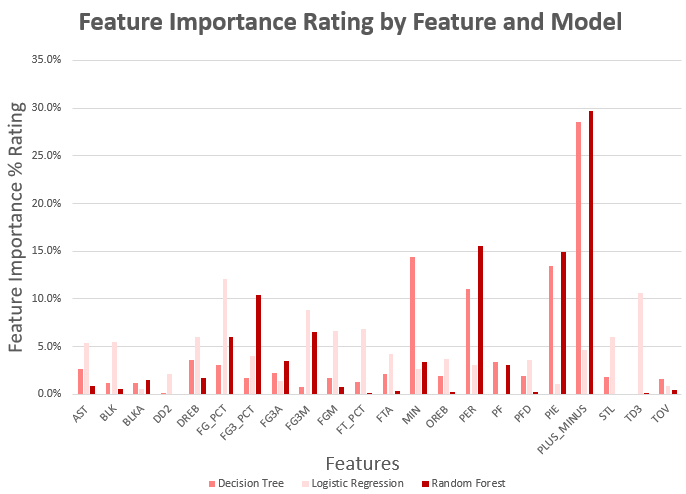 Feature Importance Rating by Feature and Model
Feature Importance % Rating
35.0%
30.0%
25.0%
20.0%
15.0%
10.0%
5.0%
0.0%
AST
BLK
BLKA
DD2
DREB
FG_PCT
FG3_PCT
FG3A
FG3M
FGM
FT_PCT
FTA
MIN
OREB
PER
PF
PFD
PIE
PLUS_MINUS
STL
TD3
TOV
Features
Decision Tree Logistic Regression Random Forest